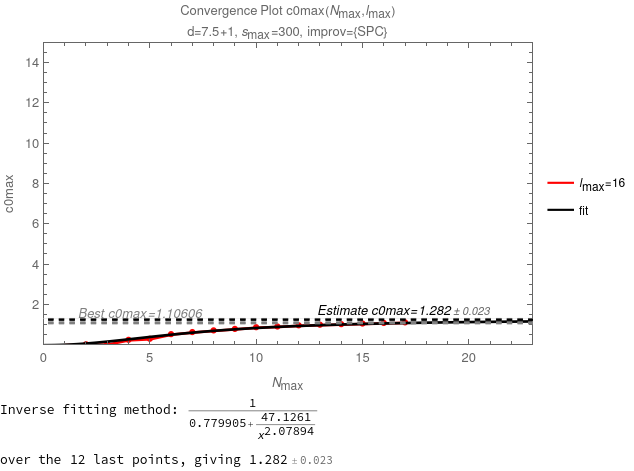 Convergence Plot c0max(Nmax,lmax)
d=7.5+1, smax=300, improv={SPC}
c0max
14
12
10
8
6
4
2
Best c0max=1.10606
Estimate c0max=1.282 ± 0.023
0 5 10 15 20
Nmax
lmax=16
fit
Inverse fitting method: 1 / (0.779905 + 47.1261 / x^2.07894)
over the 12 last points, giving 1.282 ± 0.023